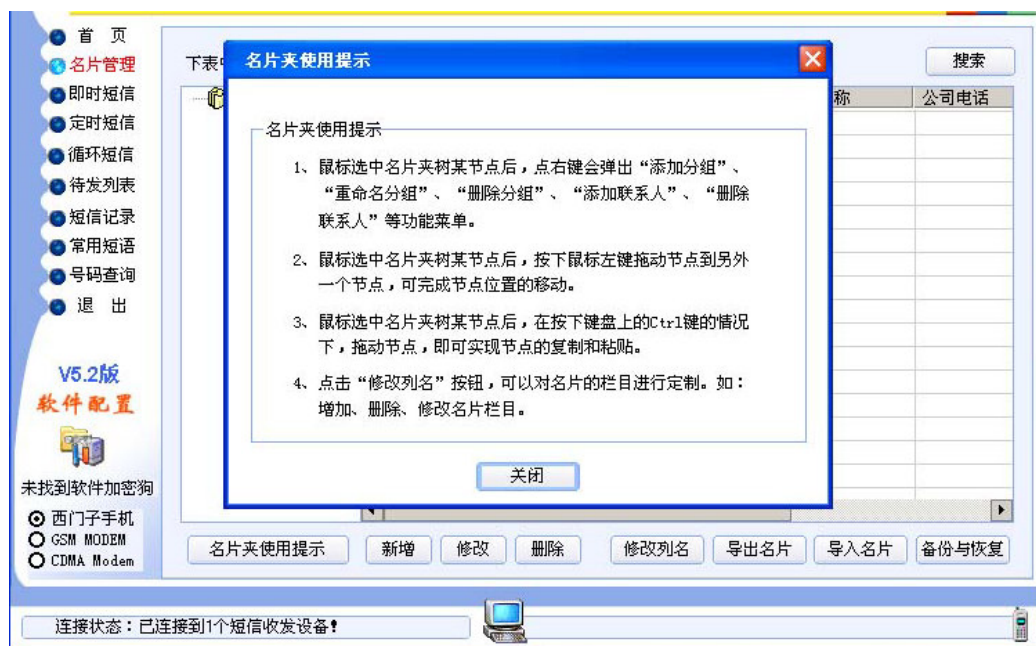 首 页
名片管理
即时短信
定时短信
循环短信
待发列表
短信记录
常用短语
号码查询
退 出
V5.2版
软件配置
未找到软件加密狗
西门子手机
GSM MODEM
CDMA Modem
下表
搜索
称
公司电话
名片夹使用提示
名片夹使用提示
1、鼠标选中名片夹树某节点后，点右键会弹出“添加分组”、
“重命名分组”、“删除分组”、“添加联系人”、“删除
联系人”等功能菜单。
2、鼠标选中名片夹树某节点后，按下鼠标左键拖动节点到另外
一个节点，可完成节点位置的移动。
3、鼠标选中名片夹树某节点后，在按下键盘上的Ctrl键的情况
下，拖动节点，即可实现节点的复制和粘贴。
4、点击“修改列名”按钮，可以对名片的栏目进行定制。如：
增加、删除、修改名片栏目。
关闭
名片夹使用提示
新增
修改
删除
修改列名
导出名片
导入名片
备份与恢复
连接状态：已连接到1个短信收发设备！